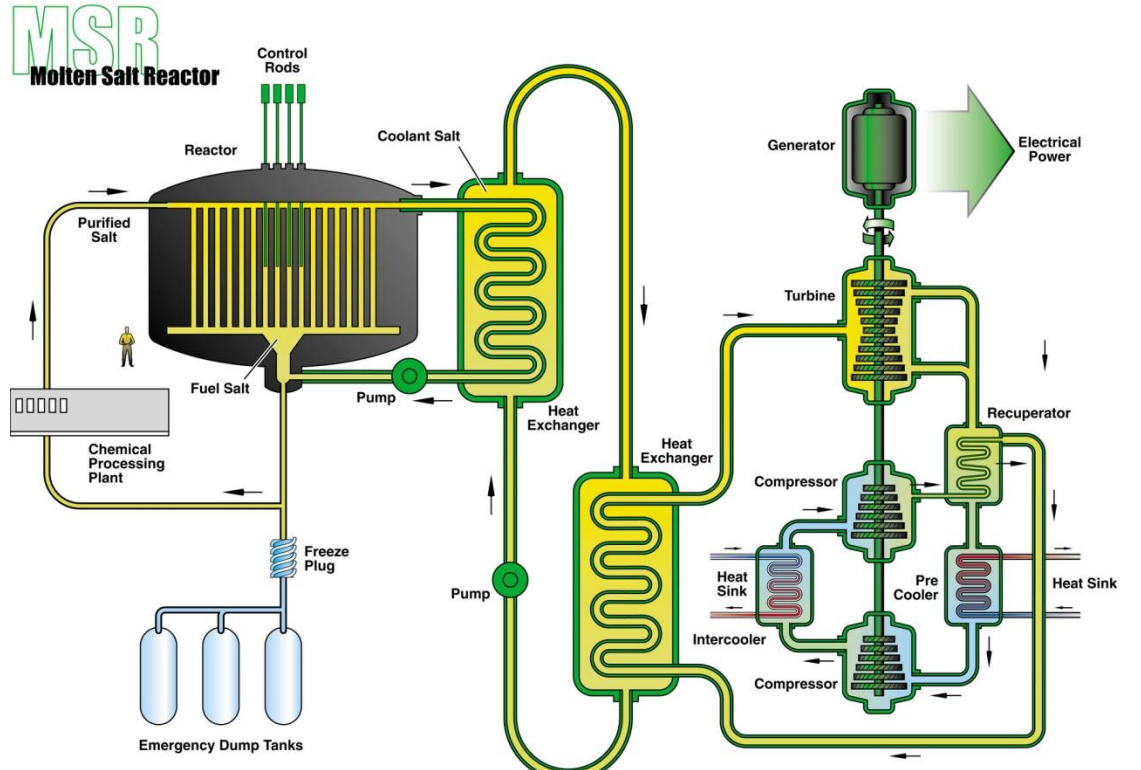 MSR
Molten Salt Reactor
Control
Rods
Coolant Salt
Reactor
Purified
Salt
Fuel Salt
Pump
Heat
Exchanger
Chemical
Processing
Plant
Freeze
Plug
Emergency Dump Tanks
Pump
Heat
Exchanger
Generator
Electrical
Power
Turbine
Recuperator
Compressor
Heat
Sink
Pre
Cooler
Heat Sink
Intercooler
Compressor